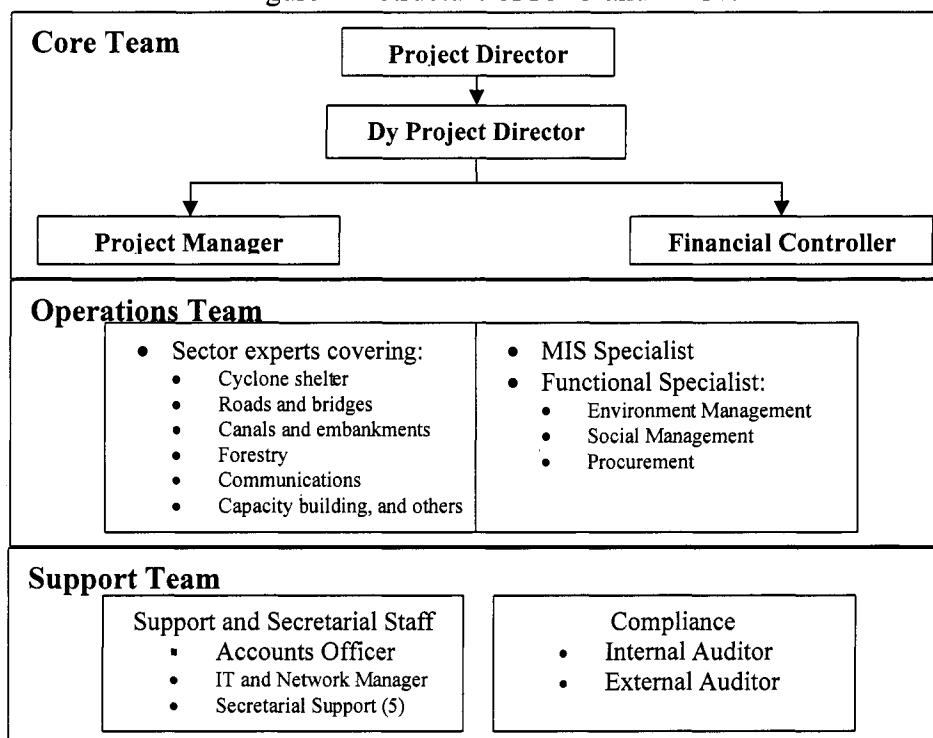 Core Team
Project Director
Dy Project Director
Project Manager
Financial Controller
Operations Team
• Sector experts covering:
• Cyclone shelter
• Roads and bridges
• Canals and embankments
• Forestry
• Communications
• Capacity building, and others
• MIS Specialist
• Functional Specialist:
• Environment Management
• Social Management
• Procurement
Support Team
Support and Secretarial Staff
▪ Accounts Officer
• IT and Network Manager
• Secretarial Support (5)
Compliance
• Internal Auditor
• External Auditor